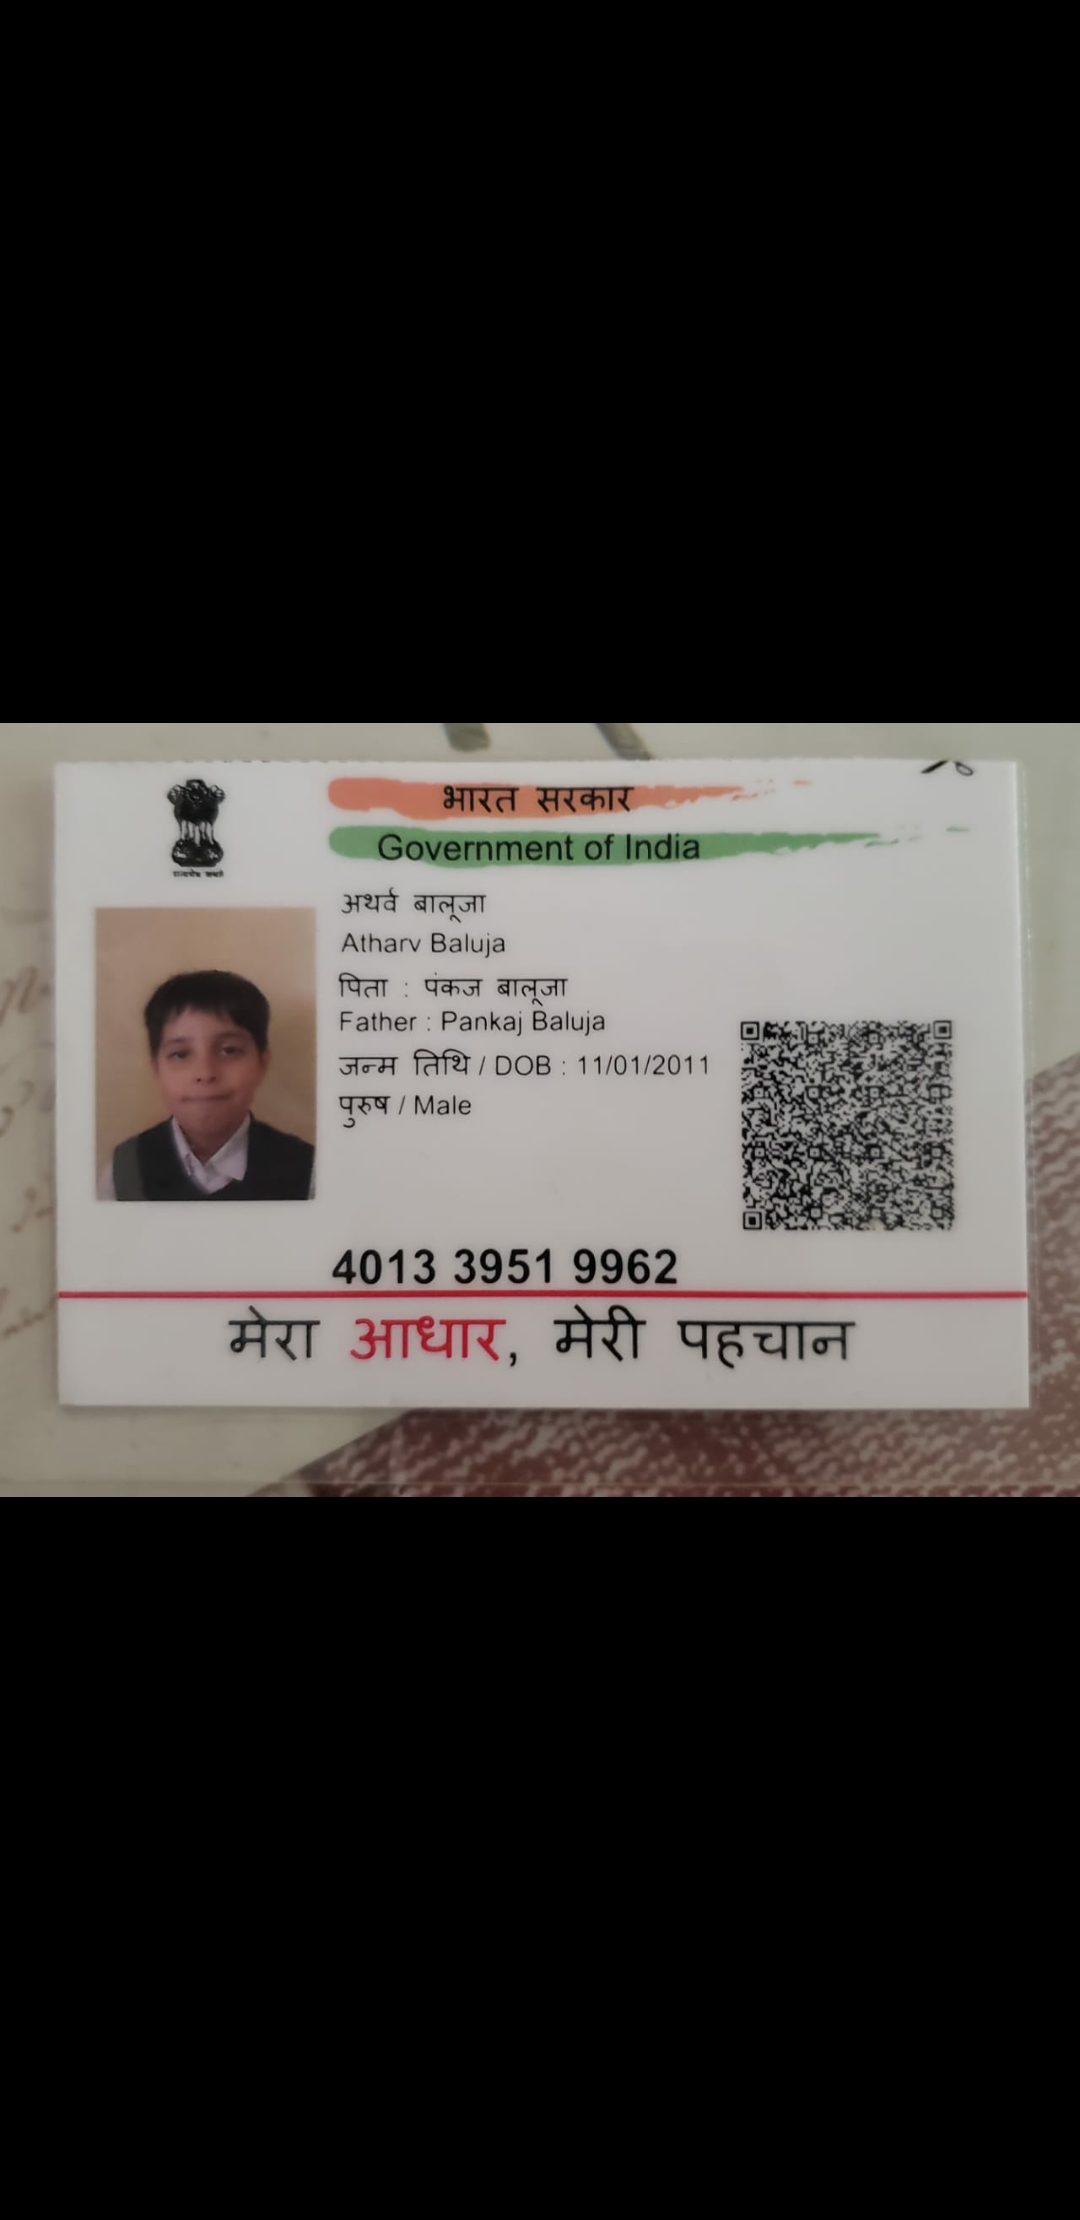 भारत सरकार
Government of India
अथर्व बालूजा
Atharv Baluja
पिता : पंकज बालूजा
Father : Pankaj Baluja
जन्म तिथि / DOB : 11/01/2011
पुरुष / Male
4013 3951 9962
मेरा आधार, मेरी पहचान